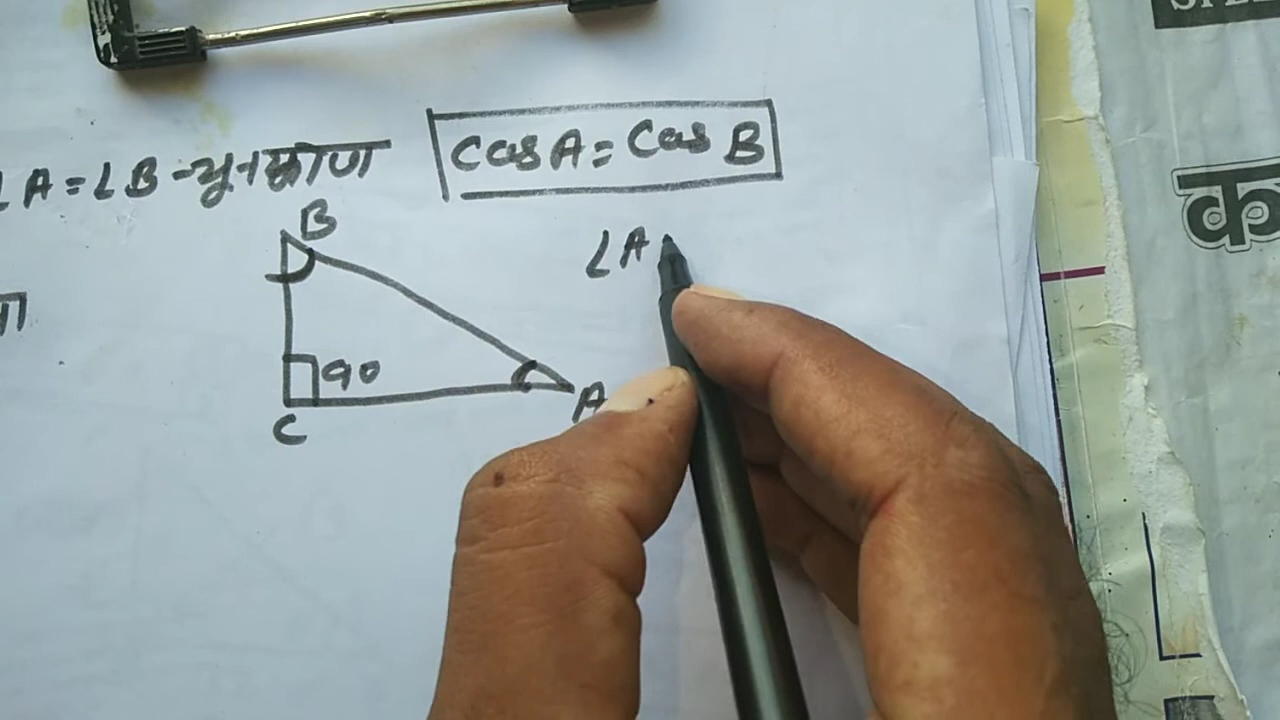 ∠A = ∠B - न्यूनकोण
cos A = cos B
B
∠A
90
A
C
क